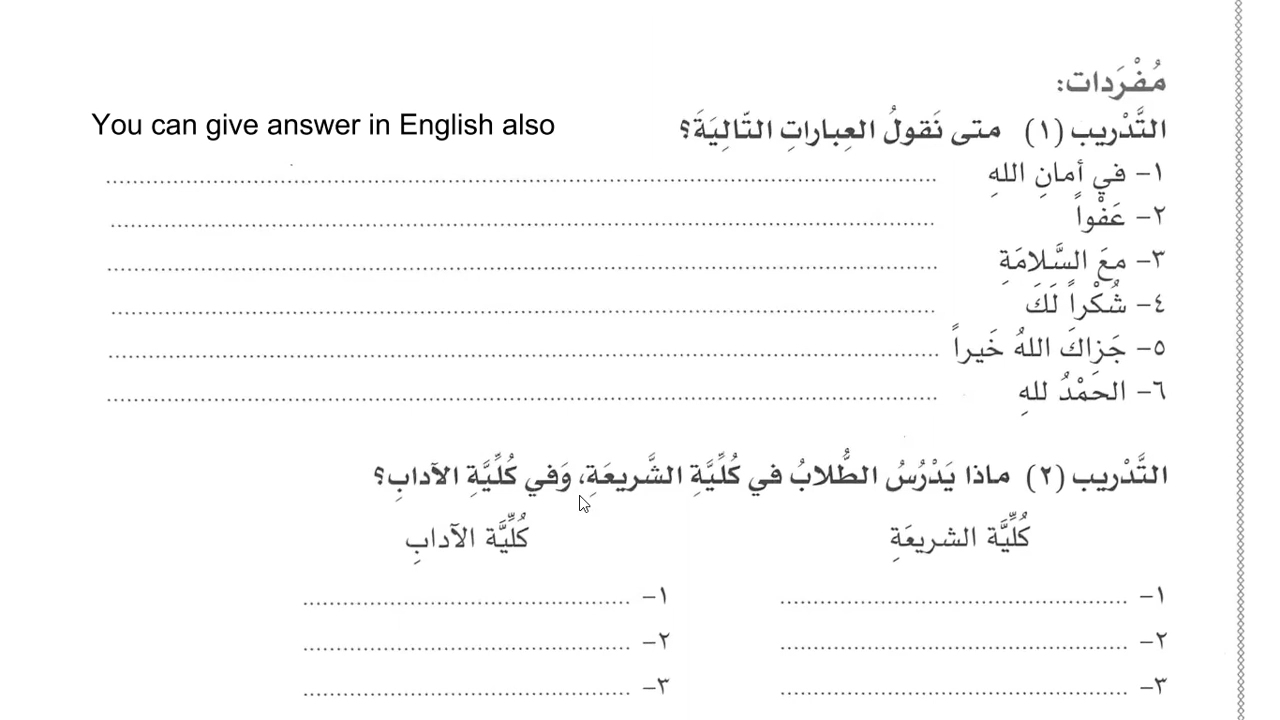 مُفْرَدات:
You can give answer in English also
التَّدْريب (١) متى نَقولُ العِباراتِ التّالِيَةَ؟
١- في أمانِ اللهِ ........................
٢- عَفْواً ........................
٣- مِعَ السَّلامَةِ ........................
٤- شُكْراً لَكَ ........................
٥- جَزاكَ اللهُ خَيراً ........................
٦- الحَمْدُ للهِ ........................
التَّدْريب (٢) ماذا يَدْرُسُ الطُّلابُ في كُلِّيَّةِ الشَّريعَةِ، وَفي كُلِّيَّةِ الآدابِ؟
كُلِّيَّة الشريعَةِ كُلِّيَّة الآدابِ
١- ........................ ١- ........................
٢- ........................ ٢- ........................
٣- ........................ ٣- ........................